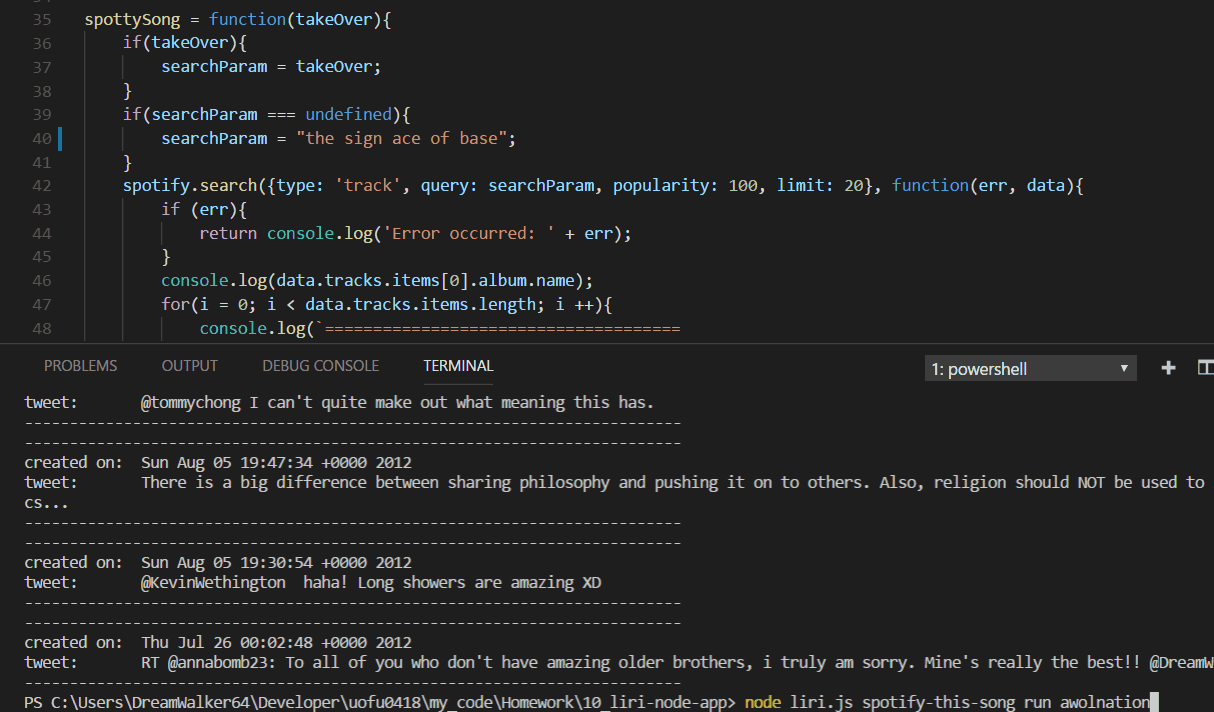 35 spottySong = function(takeOver){
36 if(takeOver){
37 searchParam = takeOver;
38 }
39 if(searchParam === undefined){
40 searchParam = "the sign ace of base";
41 }
42 spotify.search({type: 'track', query: searchParam, popularity: 100, limit: 20}, function(err, data){
43 if (err){
44 return console.log('Error occurred: ' + err);
45 }
46 console.log(data.tracks.items[0].album.name);
47 for(i = 0; i < data.tracks.items.length; i ++){
48 console.log(`=====================================
PROBLEMS OUTPUT DEBUG CONSOLE TERMINAL 1: powershell
tweet: @tommychong I can't quite make out what meaning this has.
-------------------------------------------------------------------------
-------------------------------------------------------------------------
created on: Sun Aug 05 19:47:34 +0000 2012
tweet: There is a big difference between sharing philosophy and pushing it on to others. Also, religion should NOT be used to
cs...
-------------------------------------------------------------------------
-------------------------------------------------------------------------
created on: Sun Aug 05 19:30:54 +0000 2012
tweet: @KevinWethington haha! Long showers are amazing XD
-------------------------------------------------------------------------
-------------------------------------------------------------------------
created on: Thu Jul 26 00:02:48 +0000 2012
tweet: RT @annabomb23: To all of you who don't have amazing older brothers, i truly am sorry. Mine's really the best!! @DreamW
-------------------------------------------------------------------------
PS C:\Users\DreamWalker64\Developer\uofu0418\my_code\Homework\10_liri-node-app> node liri.js spotify-this-song run awolnation